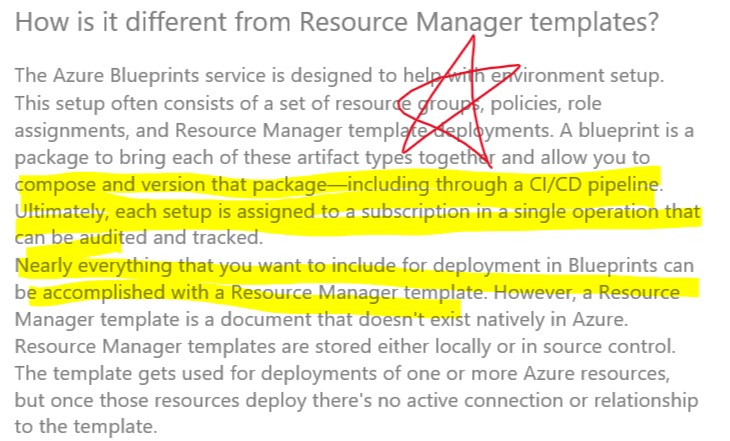 How is it different from Resource Manager templates?
The Azure Blueprints service is designed to help with environment setup.
This setup often consists of a set of resource groups, policies, role
assignments, and Resource Manager template deployments. A blueprint is a
package to bring each of these artifact types together and allow you to
compose and version that package—including through a CI/CD pipeline.
Ultimately, each setup is assigned to a subscription in a single operation that
can be audited and tracked.
Nearly everything that you want to include for deployment in Blueprints can
be accomplished with a Resource Manager template. However, a Resource
Manager template is a document that doesn't exist natively in Azure.
Resource Manager templates are stored either locally or in source control.
The template gets used for deployments of one or more Azure resources,
but once those resources deploy there's no active connection or relationship
to the template.